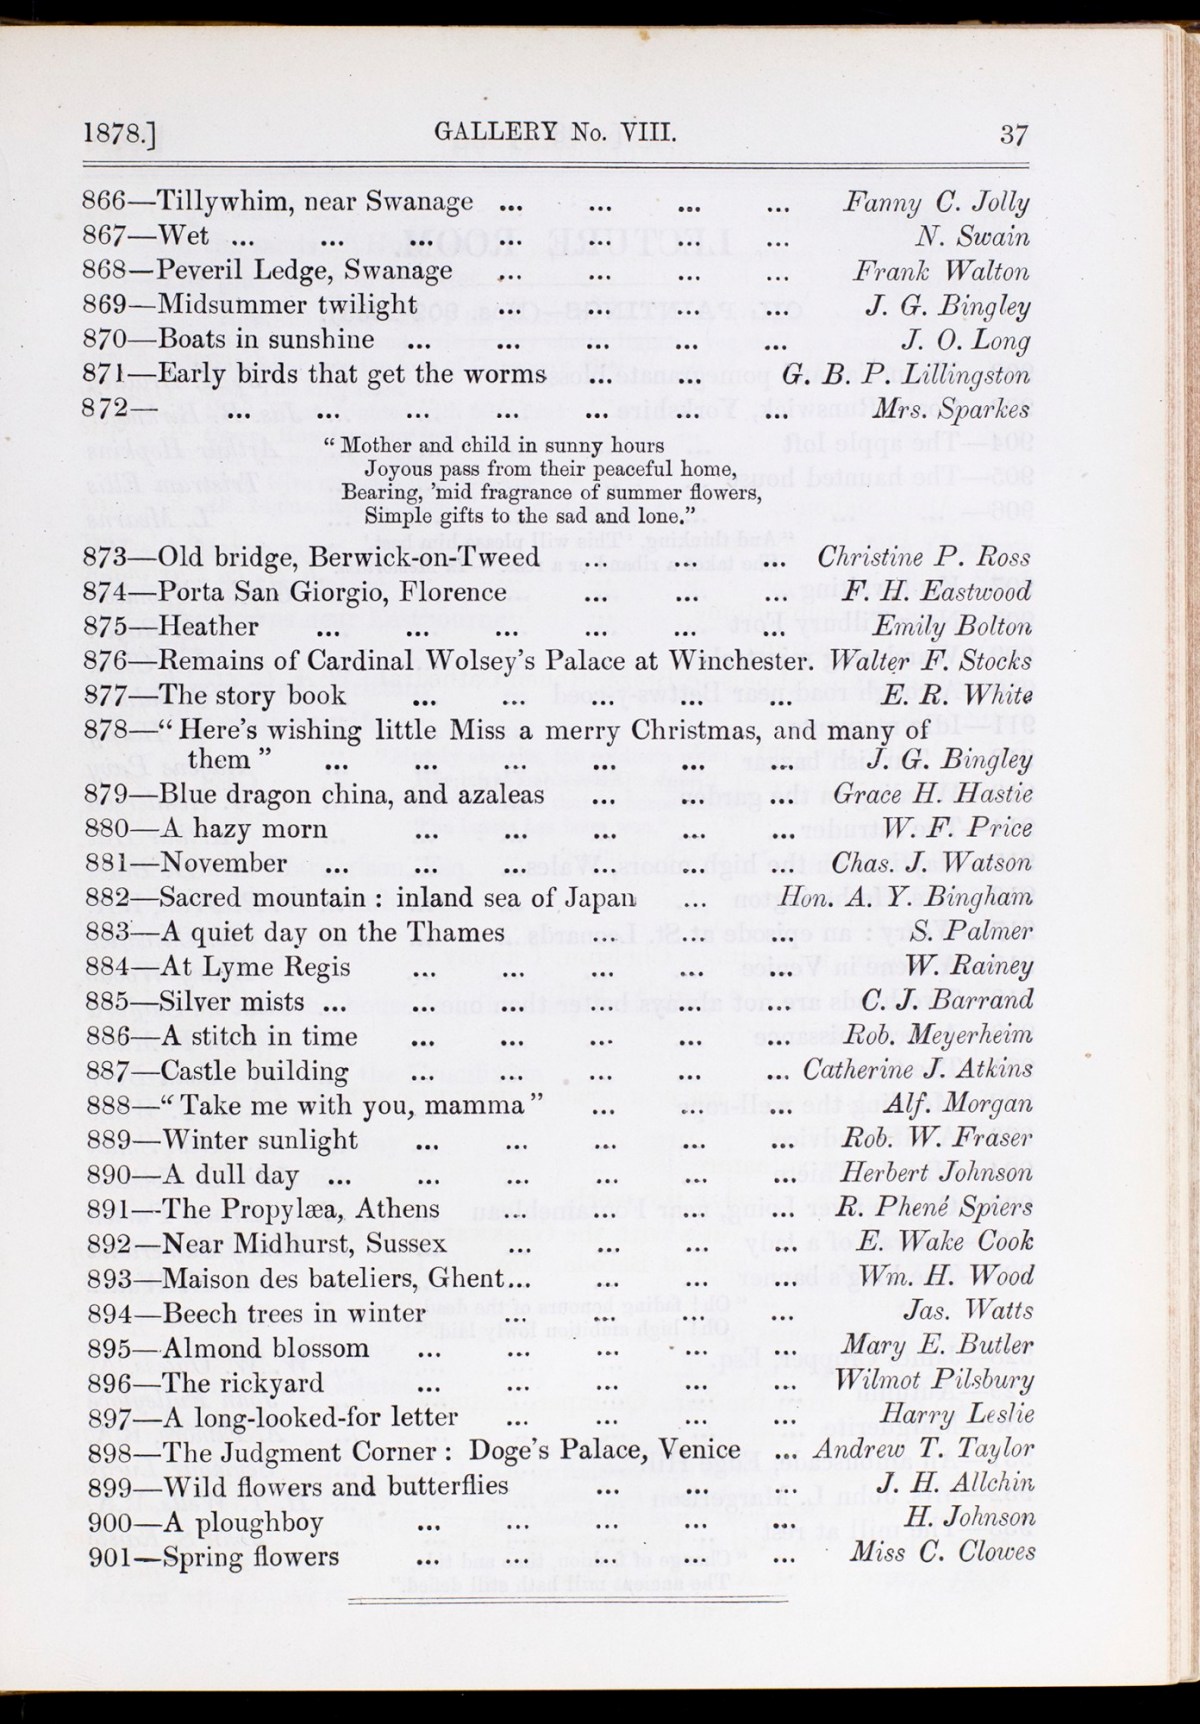 1878.] GALLERY No. VIII. 37
866—Tillywhim, near Swanage ... ... ... ... Fanny C. Jolly
867—Wet ... ... ... ... ... ... ... N. Swain
868—Peveril Ledge, Swanage ... ... ... ... Frank Walton
869—Midsummer twilight ... ... ... ... J. G. Bingley
870—Boats in sunshine ... ... ... ... ... J. O. Long
871—Early birds that get the worms ... ... G. B. P. Lillingston
872— ... ... ... ... ... ... ... Mrs. Sparkes
“Mother and child in sunny hours
Joyous pass from their peaceful home,
Bearing, ’mid fragrance of summer flowers,
Simple gifts to the sad and lone.”
873—Old bridge, Berwick-on-Tweed ... ... ... Christine P. Ross
874—Porta San Giorgio, Florence ... ... ... F. H. Eastwood
875—Heather ... ... ... ... ... ... Emily Bolton
876—Remains of Cardinal Wolsey’s Palace at Winchester. Walter F. Stocks
877—The story book ... ... ... ... ... E. R. White
878—“Here’s wishing little Miss a merry Christmas, and many of
them” ... ... ... ... ... ... J. G. Bingley
879—Blue dragon china, and azaleas ... ... ... Grace H. Hastie
880—A hazy morn ... ... ... ... ... W. F. Price
881—November ... ... ... ... ... ... Chas. J. Watson
882—Sacred mountain : inland sea of Japan ... Hon. A. Y. Bingham
883—A quiet day on the Thames ... ... ... S. Palmer
884—At Lyme Regis ... ... ... ... ... W. Rainey
885—Silver mists ... ... ... ... ... ... C. J. Barrand
886—A stitch in time ... ... ... ... ... Rob. Meyerheim
887—Castle building ... ... ... ... ... Catherine J. Atkins
888—“Take me with you, mamma” ... ... ... Alf. Morgan
889—Winter sunlight ... ... ... ... ... Rob. W. Fraser
890—A dull day ... ... ... ... ... ... Herbert Johnson
891—The Propylæa, Athens ... ... ... ... R. Phené Spiers
892—Near Midhurst, Sussex ... ... ... ... E. Wake Cook
893—Maison des bateliers, Ghent... ... ... ... Wm. H. Wood
894—Beech trees in winter ... ... ... ... Jas. Watts
895—Almond blossom ... ... ... ... ... Mary E. Butler
896—The rickyard ... ... ... ... ... Wilmot Pilsbury
897—A long-looked-for letter ... ... ... ... Harry Leslie
898—The Judgment Corner : Doge’s Palace, Venice ... Andrew T. Taylor
899—Wild flowers and butterflies ... ... ... J. H. Allchin
900—A ploughboy ... ... ... ... ... H. Johnson
901—Spring flowers ... ... ... ... ... Miss C. Clowes